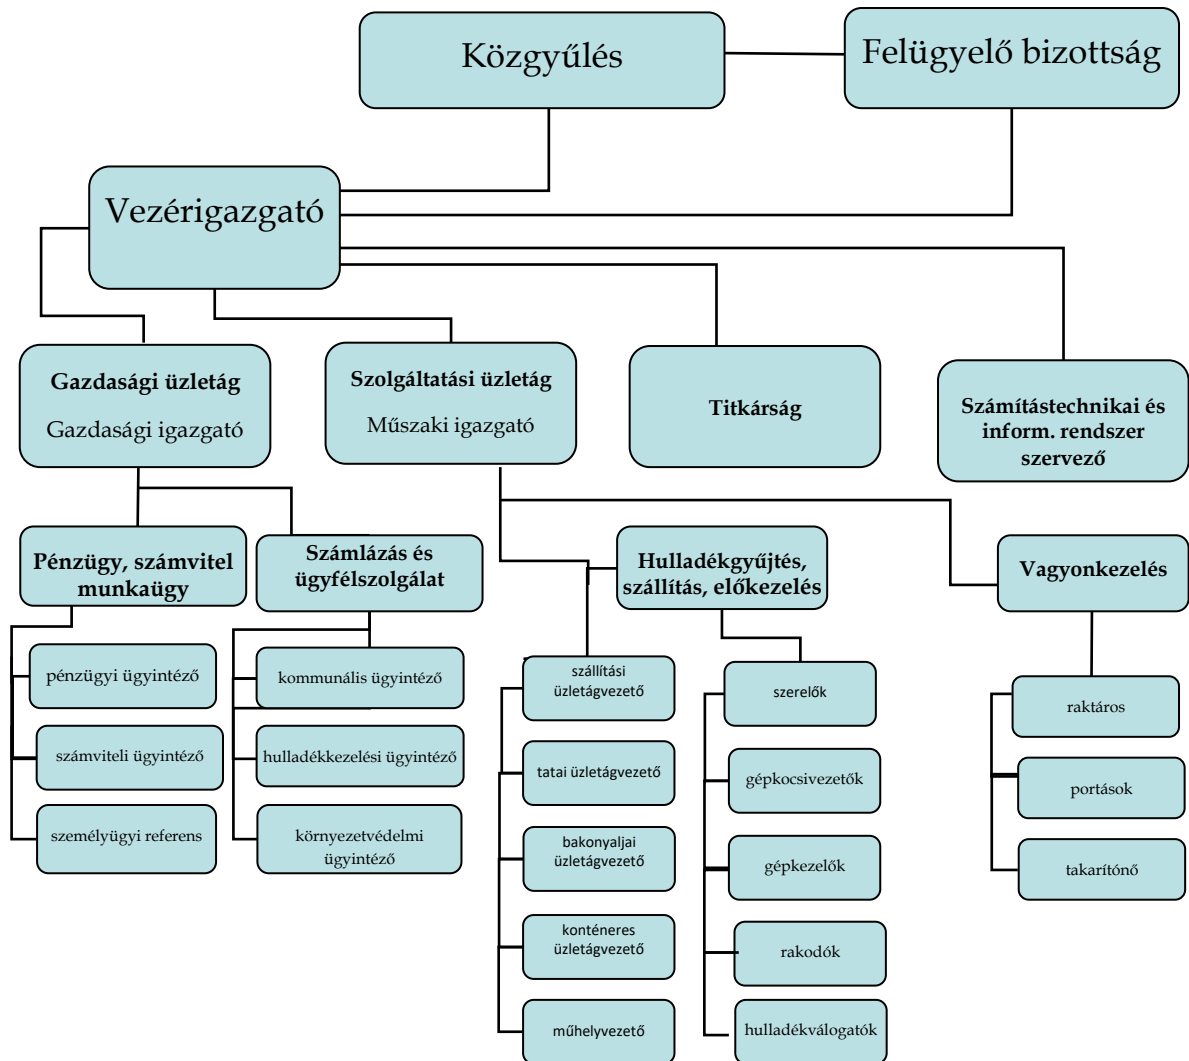 Közgyűlés
Felügyelő bizottság
Vezérigazgató
Gazdasági üzletág
Gazdasági igazgató
Szolgáltatási üzletág
Műszaki igazgató
Titkárság
Számítástechnikai és
inform. rendszer
szervező
Pénzügy, számvitel
munkaügy
Számlázás és
ügyfélszolgálat
Hulladékgyűjtés,
szállítás, előkezelés
Vagyonkezelés
pénzügyi ügyintéző
számviteli ügyintéző
személyügyi referens
kommunális ügyintéző
hulladékkezelési ügyintéző
környezetvédelmi
ügyintéző
szállítási
üzletágvezető
tatai üzletágvezető
bakonyaljai
üzletágvezető
konténeres
üzletágvezető
műhelyvezető
szerelők
gépkocsivezetők
gépkezelők
rakodók
hulladékválogatók
raktáros
portások
takarítónő